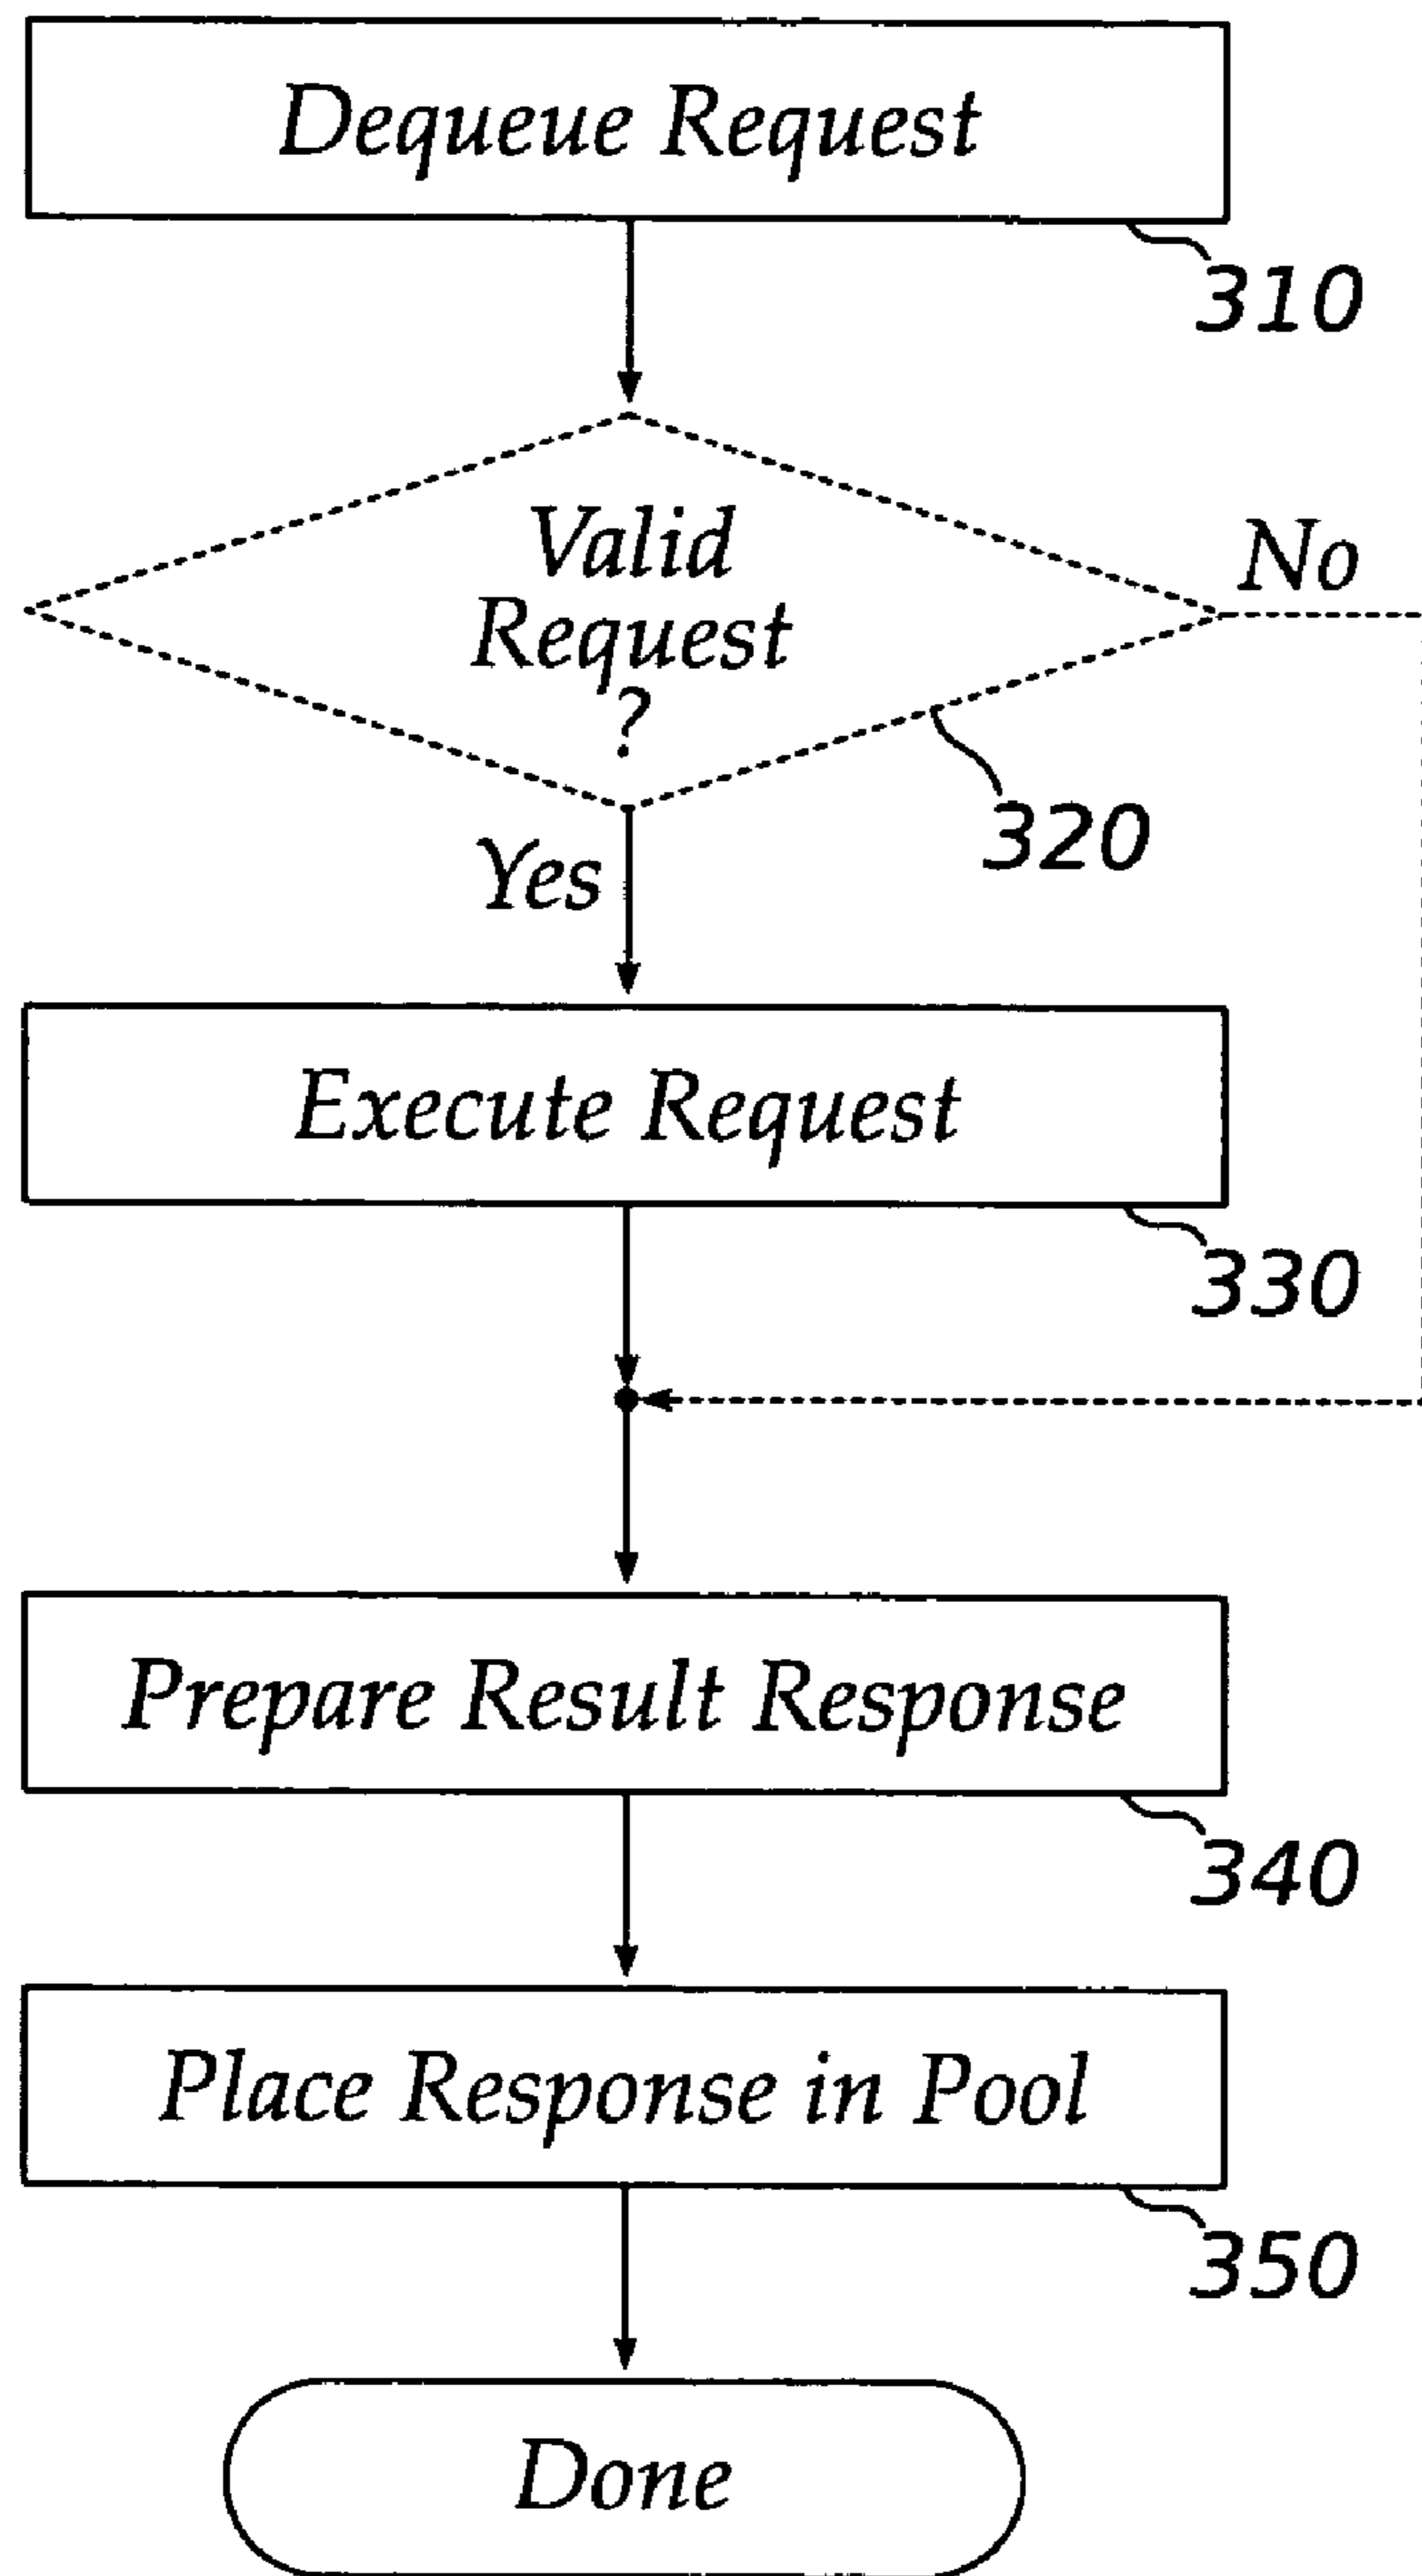 Dequeue Request
310
Valid
Request
?
No
320
Yes
Execute Request
330
Prepare Result Response
340
Place Response in Pool
350
Done